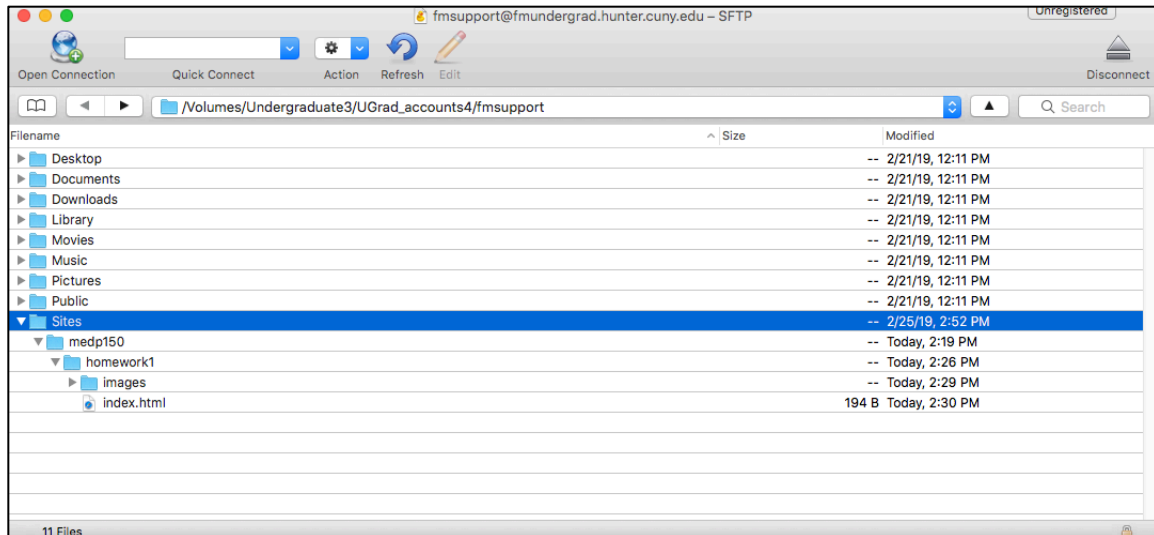 fmsupport@fmundergrad.hunter.cuny.edu – SFTP
Unregistered
Open Connection Quick Connect Action Refresh Edit Disconnect
/Volumes/Undergraduate3/UGrad_accounts4/fmsupport Search
Filename Size Modified
Desktop -- 2/21/19, 12:11 PM
Documents -- 2/21/19, 12:11 PM
Downloads -- 2/21/19, 12:11 PM
Library -- 2/21/19, 12:11 PM
Movies -- 2/21/19, 12:11 PM
Music -- 2/21/19, 12:11 PM
Pictures -- 2/21/19, 12:11 PM
Public -- 2/21/19, 12:11 PM
Sites -- 2/25/19, 2:52 PM
medp150 -- Today, 2:19 PM
homework1 -- Today, 2:26 PM
images -- Today, 2:29 PM
index.html 194 B Today, 2:30 PM
11 Files